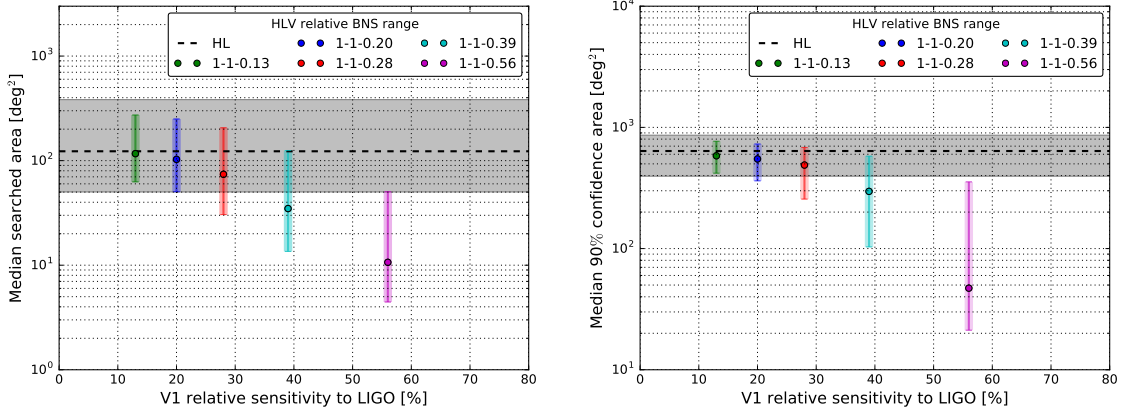 HLV relative BNS range
HL 1-1-0.20 1-1-0.39
1-1-0.13 1-1-0.28 1-1-0.56
10³
10²
10¹
10⁰
Median searched area [deg²]
0 10 20 30 40 50 60 70 80
V1 relative sensitivity to LIGO [%]
HLV relative BNS range
HL 1-1-0.20 1-1-0.39
1-1-0.13 1-1-0.28 1-1-0.56
10⁴
10³
10²
10¹
Median 90% confidence area [deg²]
0 10 20 30 40 50 60 70 80
V1 relative sensitivity to LIGO [%]